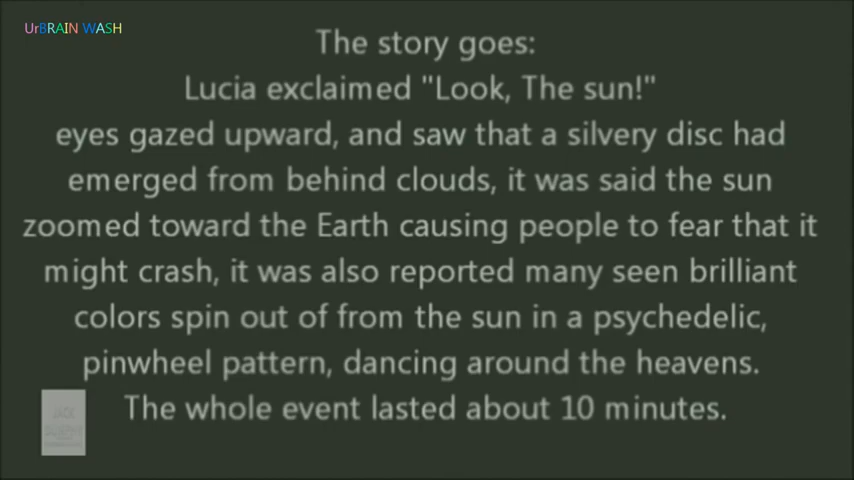 UrBRAIN WASH
The story goes:
Lucia exclaimed "Look, The sun!"
eyes gazed upward, and saw that a silvery disc had
emerged from behind clouds, it was said the sun
zoomed toward the Earth causing people to fear that it
might crash, it was also reported many seen brilliant
colors spin out of from the sun in a psychedelic,
pinwheel pattern, dancing around the heavens.
The whole event lasted about 10 minutes.